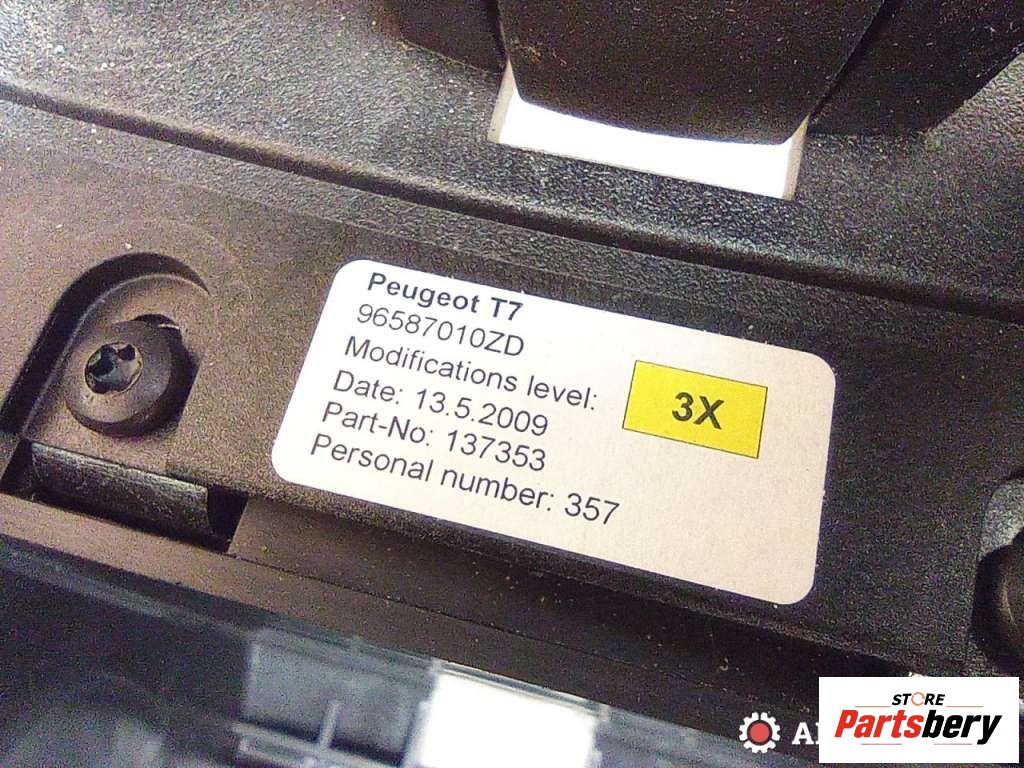 Peugeot T7
96587010ZD
Modifications level: 3X
Date: 13.5.2009
Part-No: 137353
Personal number: 357
STORE
Partsbery